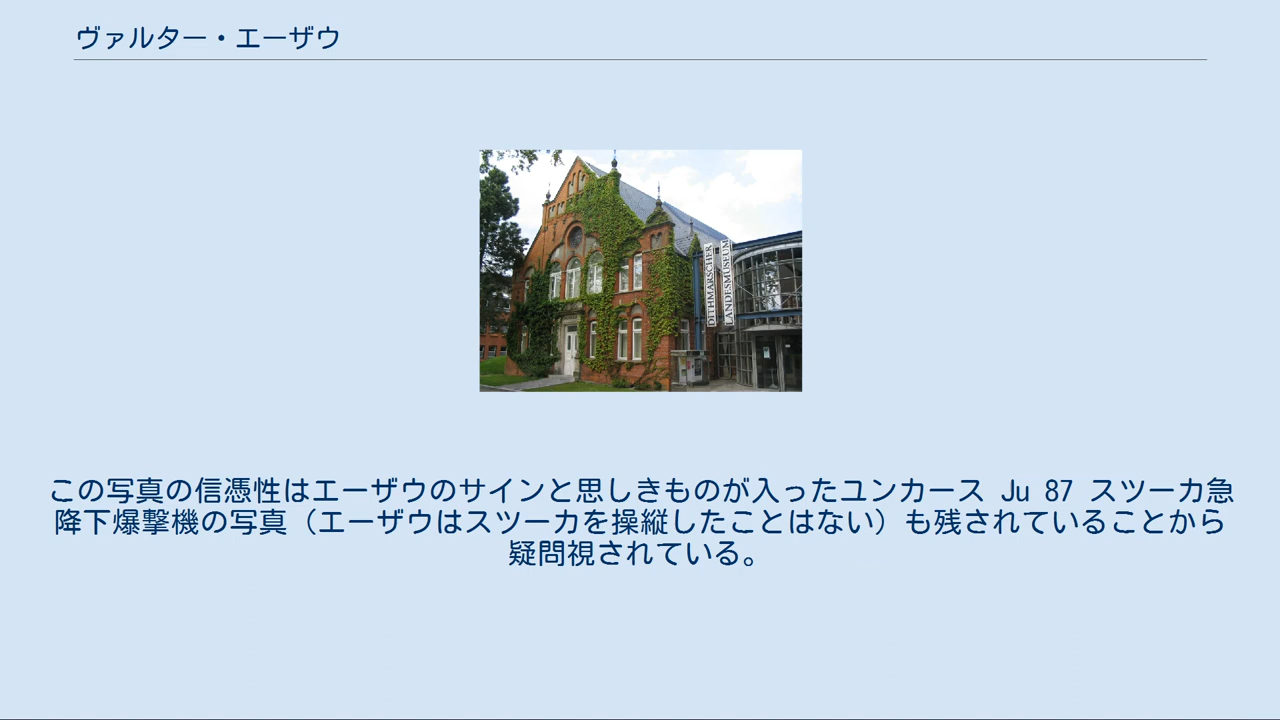 ヴァルター・エーザウ
DITHMARSCHER
LANDESMUSEUM
この写真の信憑性はエーザウのサインと思しきものが入ったユンカース Ju 87 スツーカ急
降下爆撃機の写真（エーザウはスツーカを操縦したことはない）も残されていることから
疑問視されている。